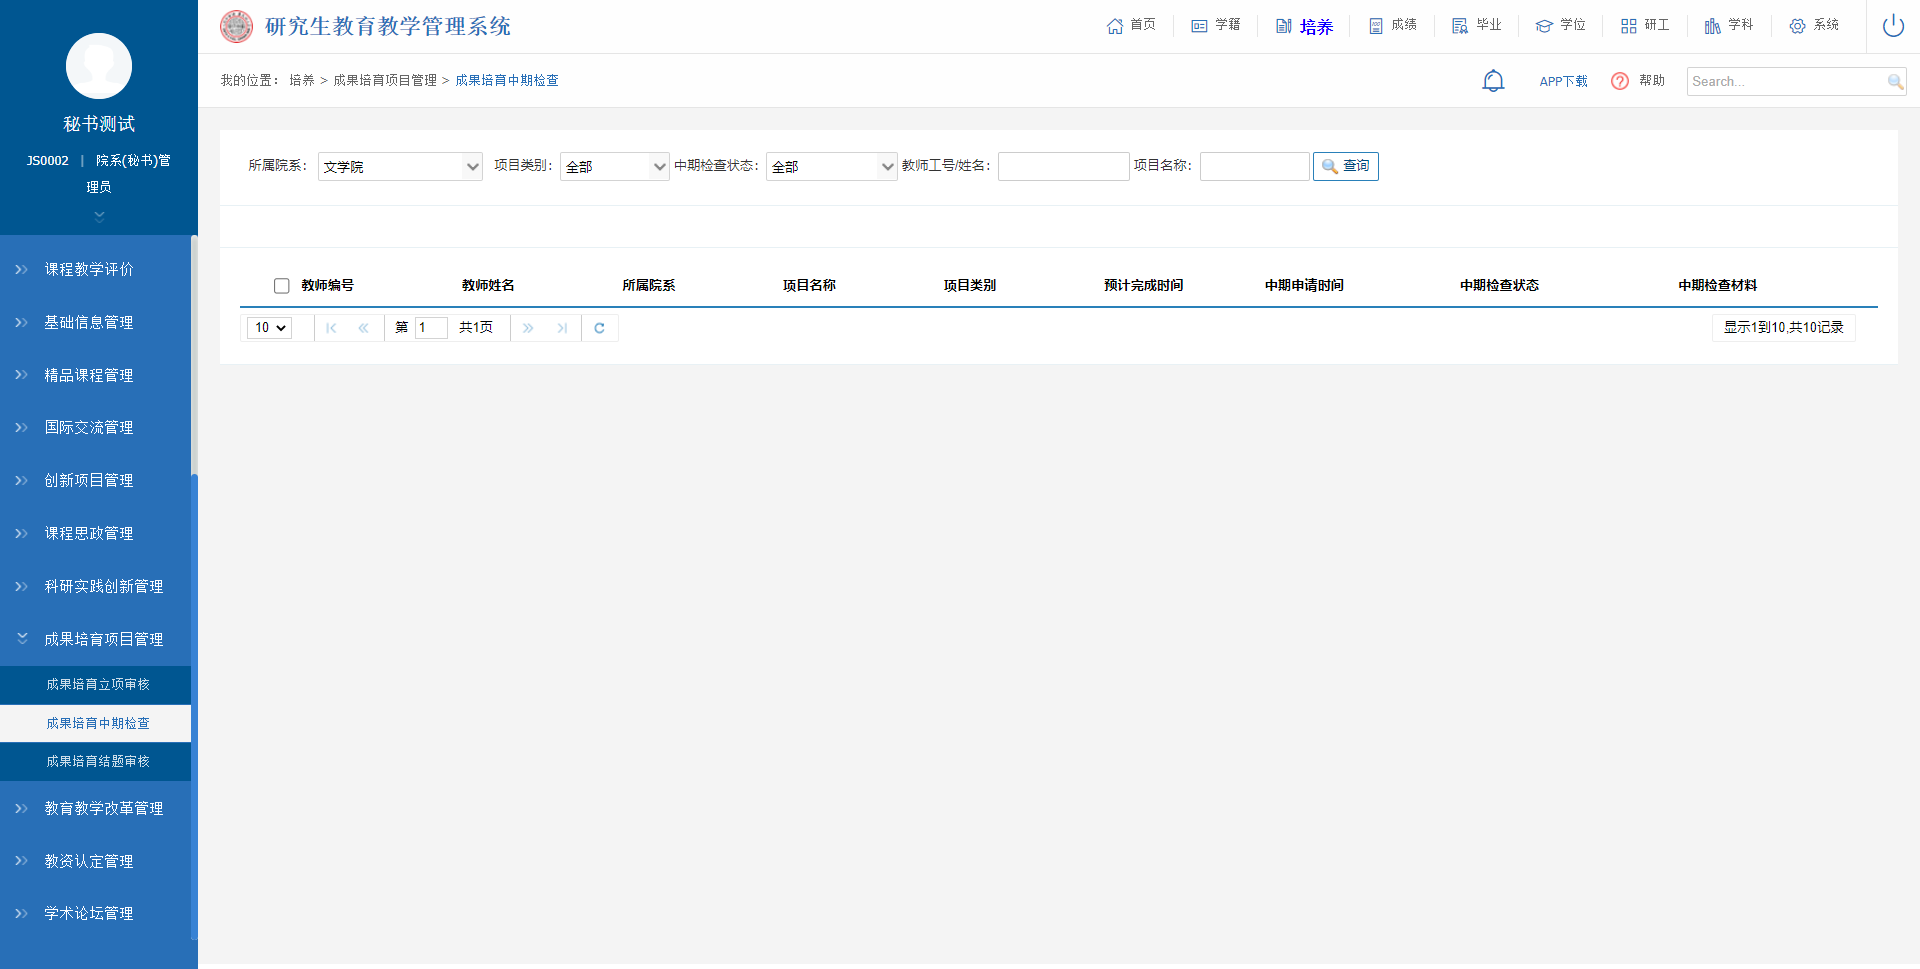 研究生教育教学管理系统
首页
学籍
培养
成绩
毕业
学位
研工
学科
系统
我的位置： 培养 > 成果培育项目管理 > 成果培育中期检查
APP下载
帮助
Search...
秘书测试
JS0002 | 院系(秘书)管
理员
课程教学评价
基础信息管理
精品课程管理
国际交流管理
创新项目管理
课程思政管理
科研实践创新管理
成果培育项目管理
成果培育立项审核
成果培育中期检查
成果培育结题审核
教育教学改革管理
教资认定管理
学术论坛管理
所属院系： 文学院 项目类别： 全部 中期检查状态： 全部 教师工号/姓名： 项目名称： 查询
教师编号 教师姓名 所属院系 项目名称 项目类别 预计完成时间 中期申请时间 中期检查状态 中期检查材料
10 第 1 共1页 显示1到10,共10记录